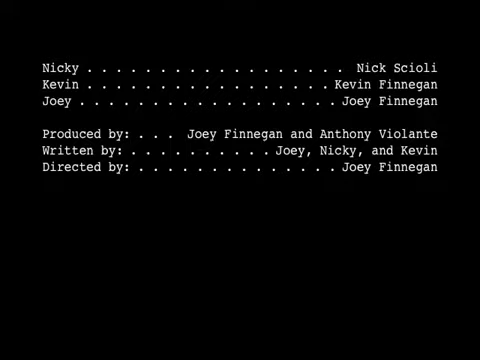 Nicky . . . . . . . . . . . . . . . . . . Nick Scioli
Kevin . . . . . . . . . . . . . . . . . Kevin Finnegan
Joey . . . . . . . . . . . . . . . . . . Joey Finnegan
Produced by: . . . Joey Finnegan and Anthony Violante
Written by: . . . . . . . . . . Joey, Nicky, and Kevin
Directed by: . . . . . . . . . . . . . . Joey Finnegan